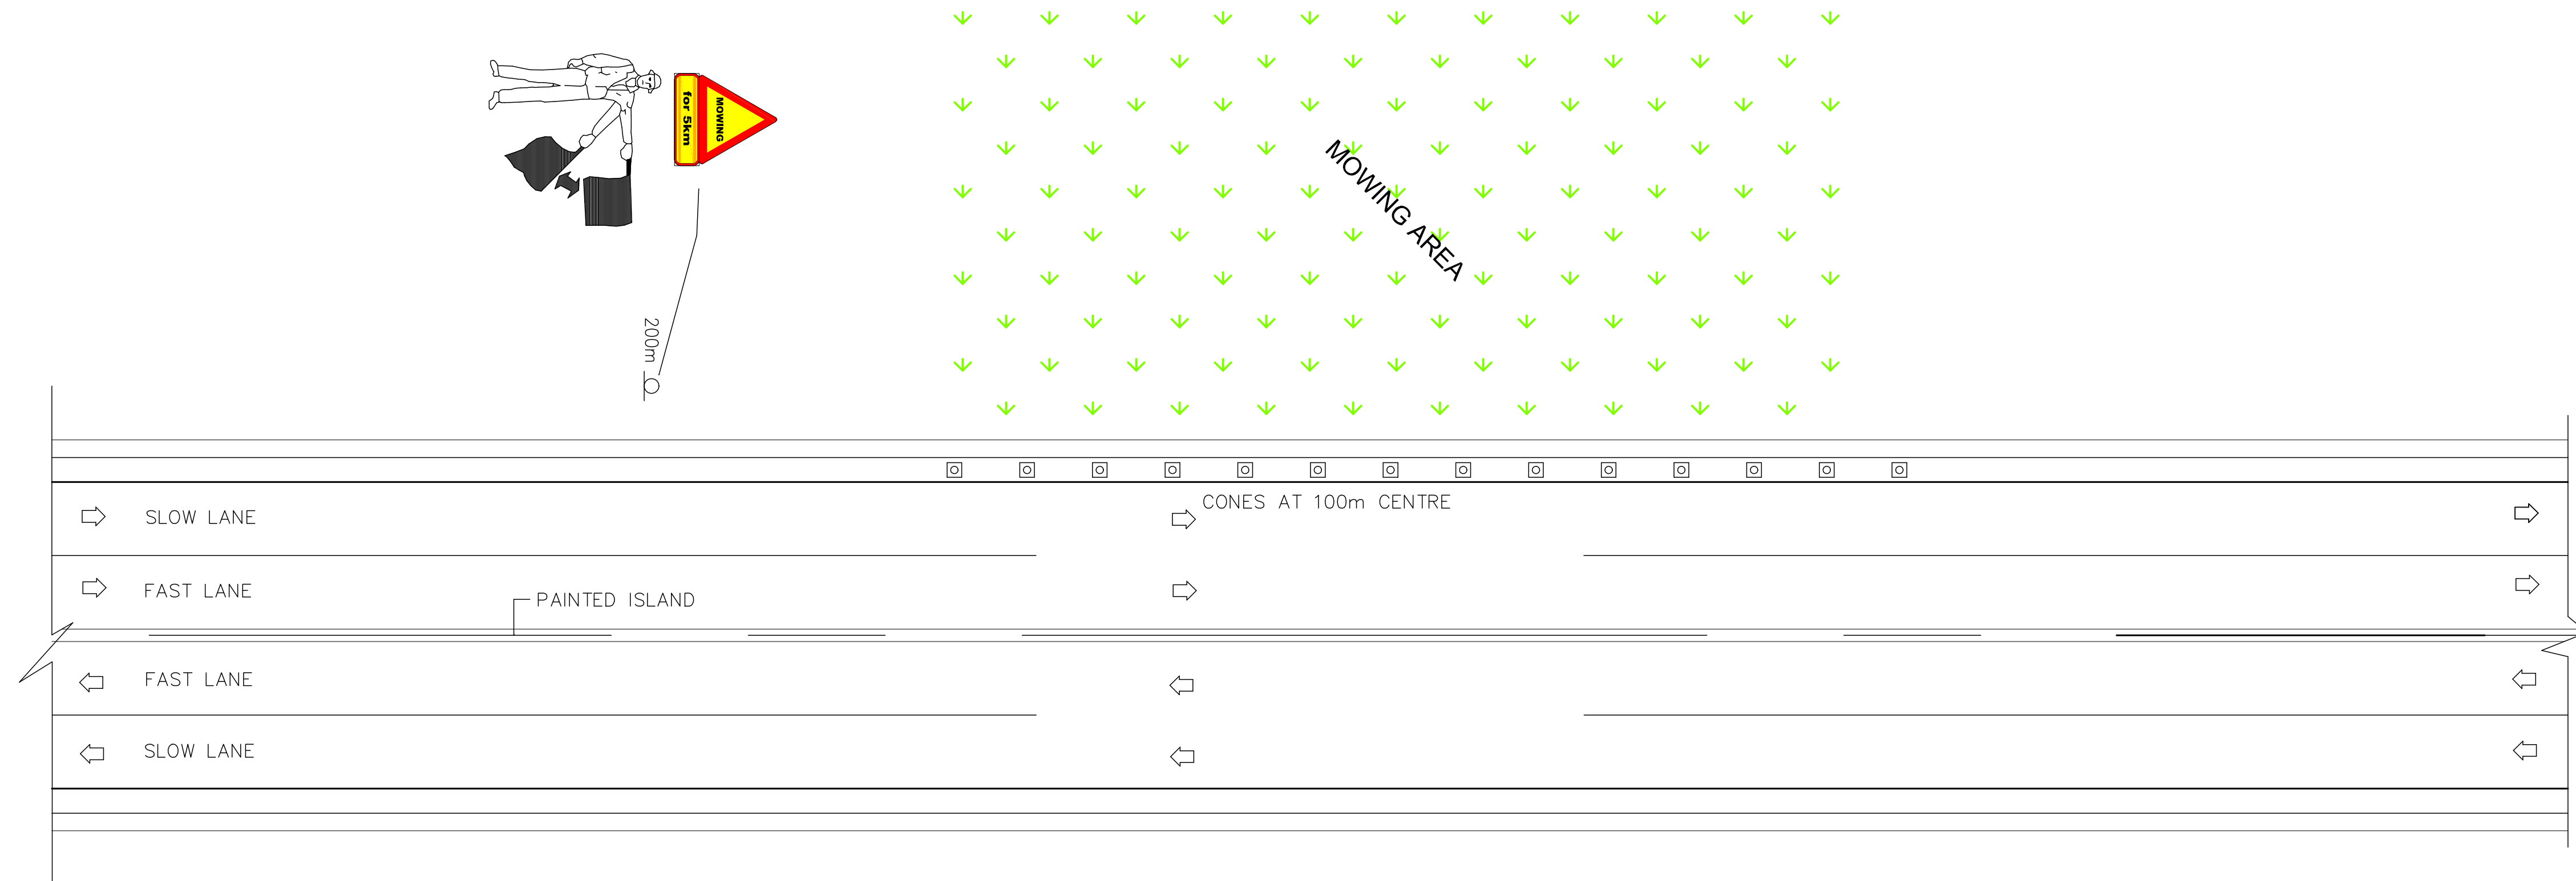 MOWING
for 5km
MOWING AREA
200m
CONES AT 100m CENTRE
SLOW LANE
FAST LANE
PAINTED ISLAND
FAST LANE
SLOW LANE